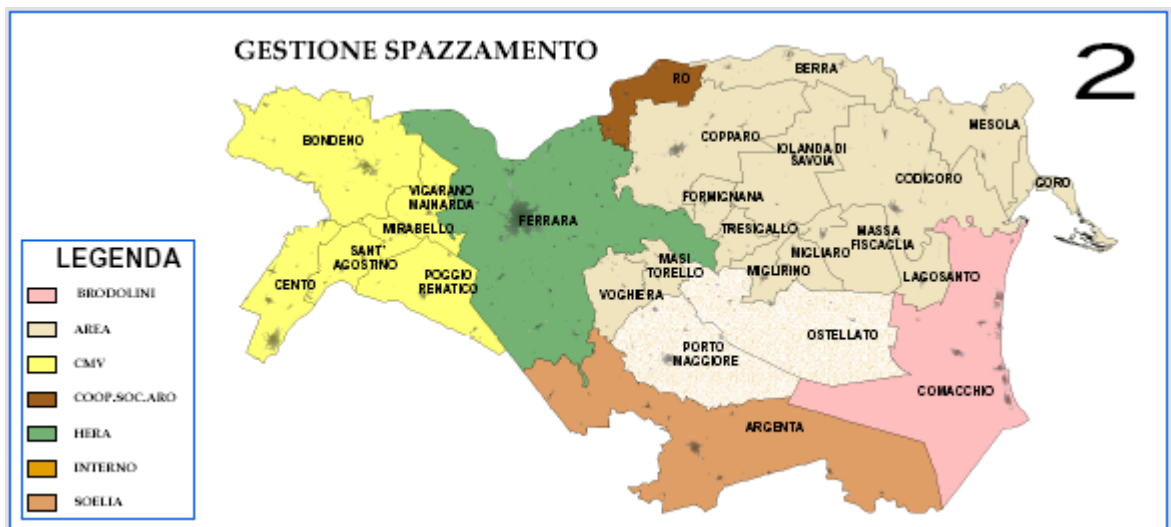 GESTIONE SPAZZAMENTO
2
RO
BERRA
MESOLA
COPPARO
IOLANDA DI
SAVOIA
BONDENO
CODIGORO
GORO
VIGARANO
MAINARDA
FORMIGNANA
FERRARA
MIRABELLO
TRESIGALLO
MASSA
FISCAGLIA
MIGLIARO
SANT'
AGOSTINO
MASI
TORELLO
MIGLIRINO
LAGOSANTO
POGGIO
RENATICO
CENTO
VOGHIERA
OSTELLATO
PORTO
MAGGIORE
COMACCHIO
ARGENTA
LEGENDA
BRODOLINI
AREA
CMV
COOP.SOC.ARO
HERA
INTERNO
SOELIA